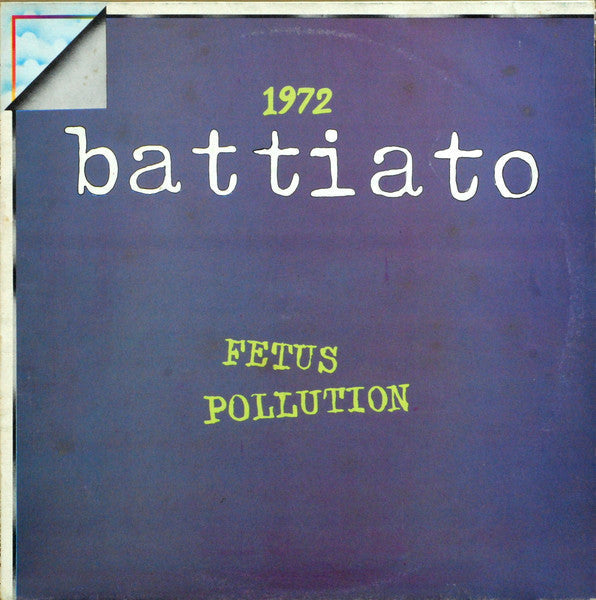 1972
battiato
FETUS
POLLUTION